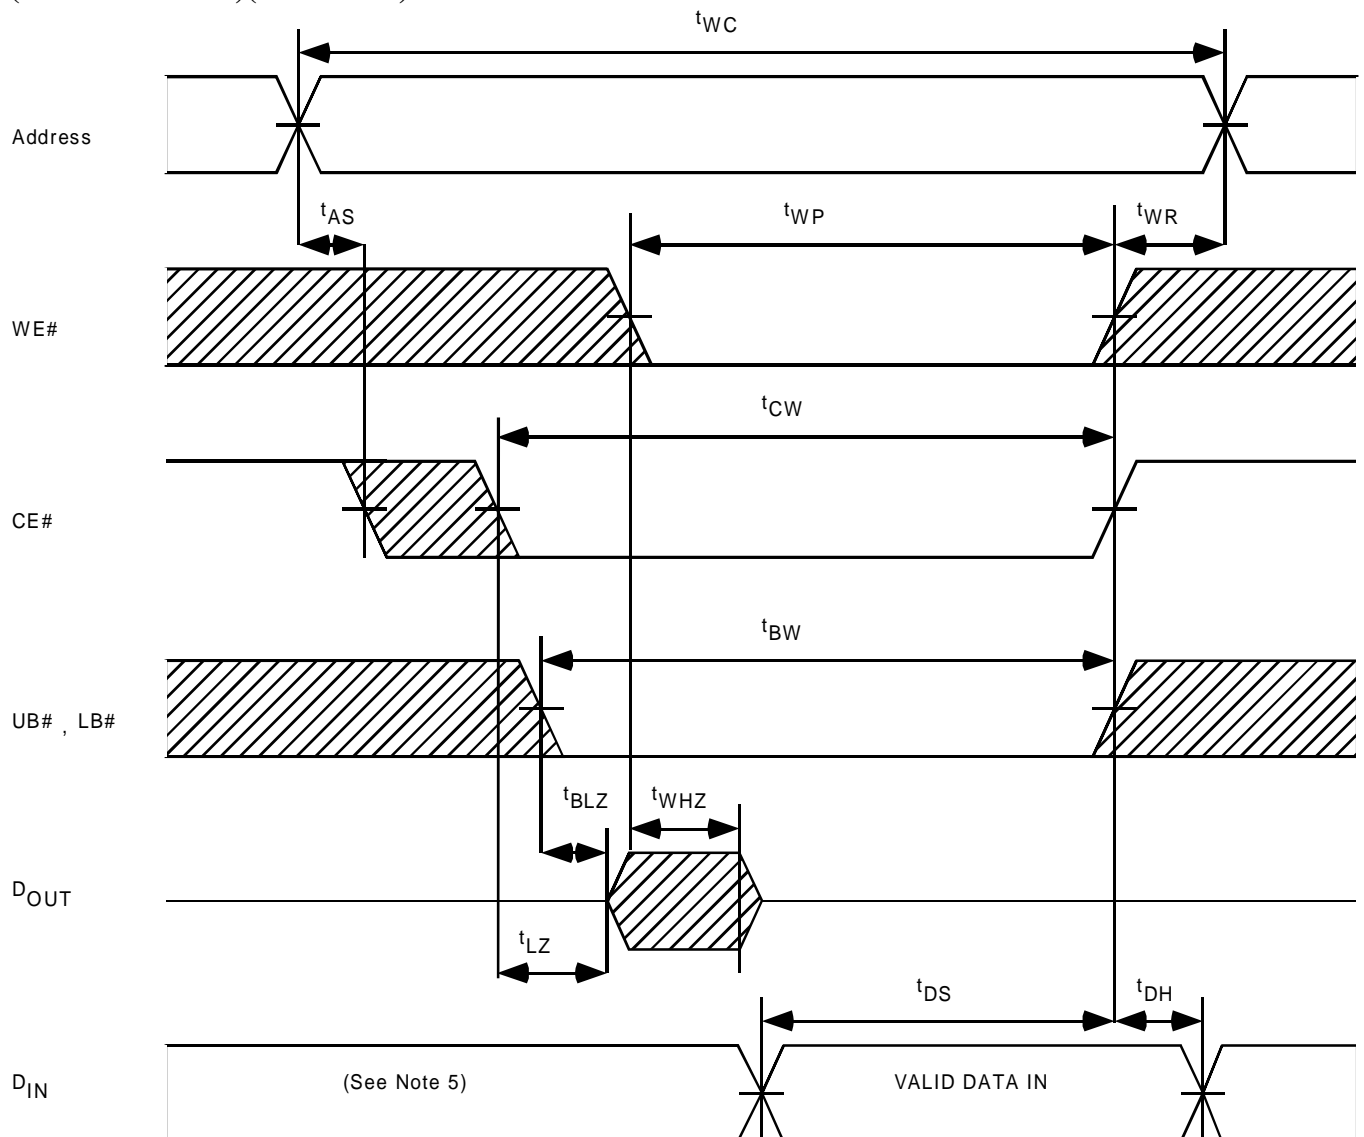 tWC
Address
tAS
tWP
tWR
WE#
tCW
CE#
tBW
UB# , LB#
tBLZ
tWHZ
DOUT
tLZ
tDS
tDH
DIN
(See Note 5)
VALID DATA IN